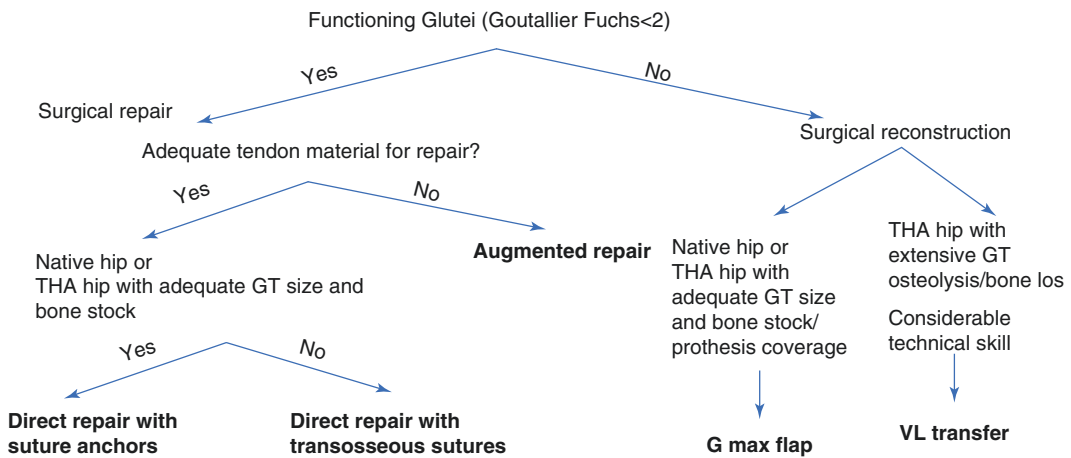 Functioning Glutei (Goutallier Fuchs<2)
Yes
No
Surgical repair
Surgical reconstruction
Adequate tendon material for repair?
Yes
No
Augmented repair
Native hip or
THA hip with adequate GT size and
bone stock
Native hip or
THA hip with
adequate GT size
and bone stock/
prothesis coverage
THA hip with
extensive GT
osteolysis/bone los
Considerable
technical skill
Yes
No
Direct repair with
suture anchors
Direct repair with
transosseous sutures
G max flap
VL transfer